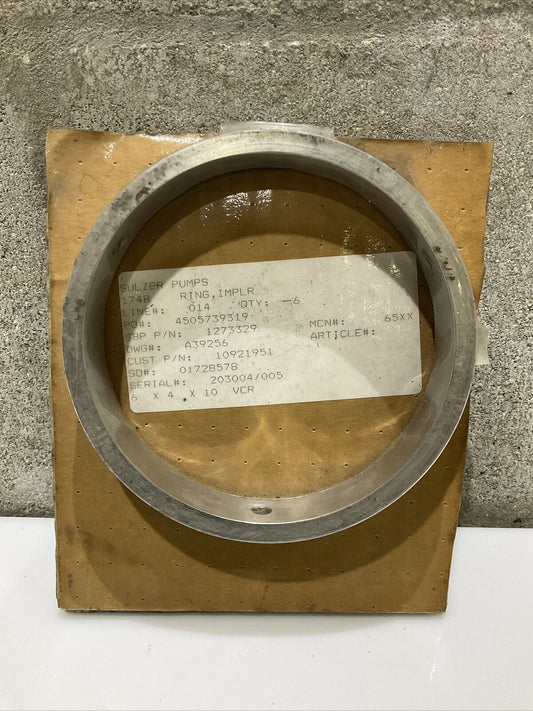 SULZER PUMPS
174B RING,IMPLR
LINE#: 014 QTY: -6
PO#: 4505739319 MCN#: 65XX
SBP P/N: 1273329 ARTICLE#:
DWG#: A39256
CUST P/N: 10921951
SO#: 0172B578
SERIAL#: 203004/005
6 X 4 X 10 VCR